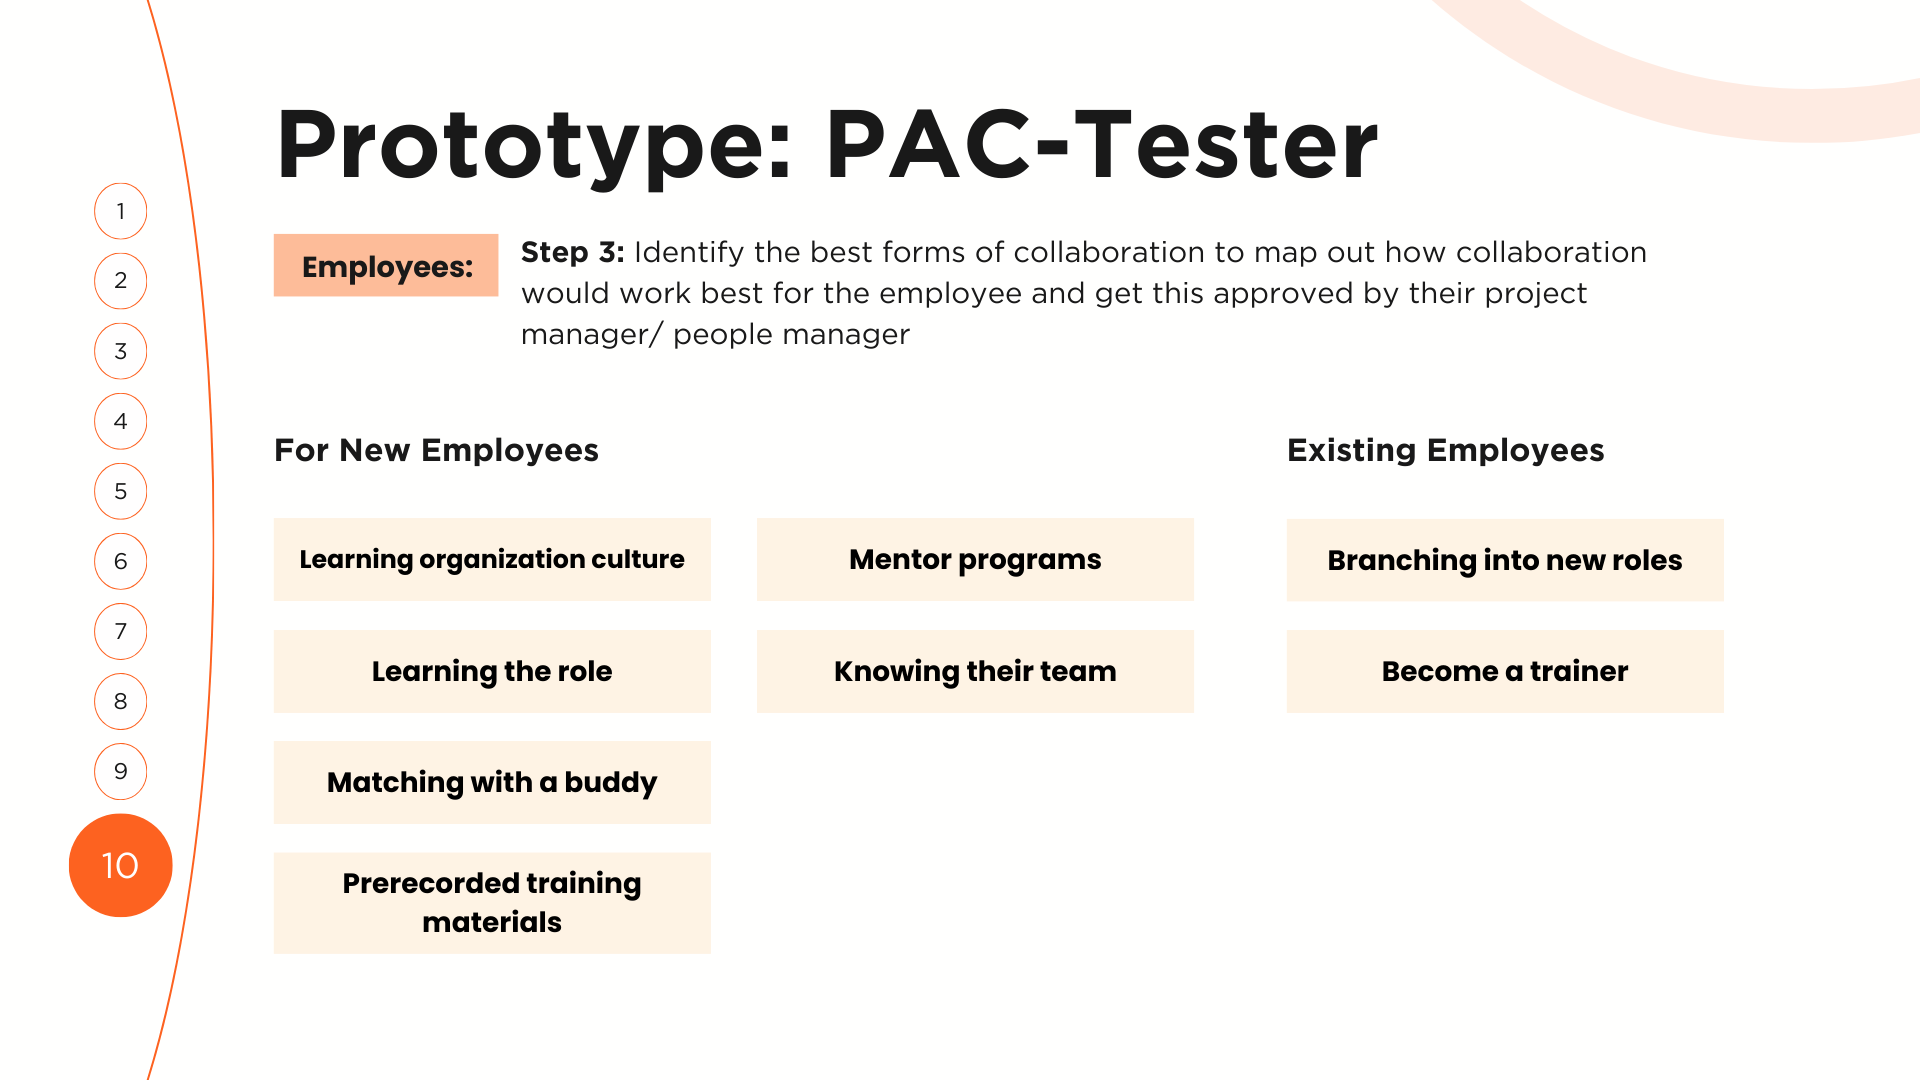 Prototype: PAC-Tester
1
2
3
4
5
6
7
8
9
10
Employees:
Step 3: Identify the best forms of collaboration to map out how collaboration
would work best for the employee and get this approved by their project
manager/ people manager
For New Employees
Learning organization culture
Mentor programs
Learning the role
Knowing their team
Matching with a buddy
Prerecorded training
materials
Existing Employees
Branching into new roles
Become a trainer